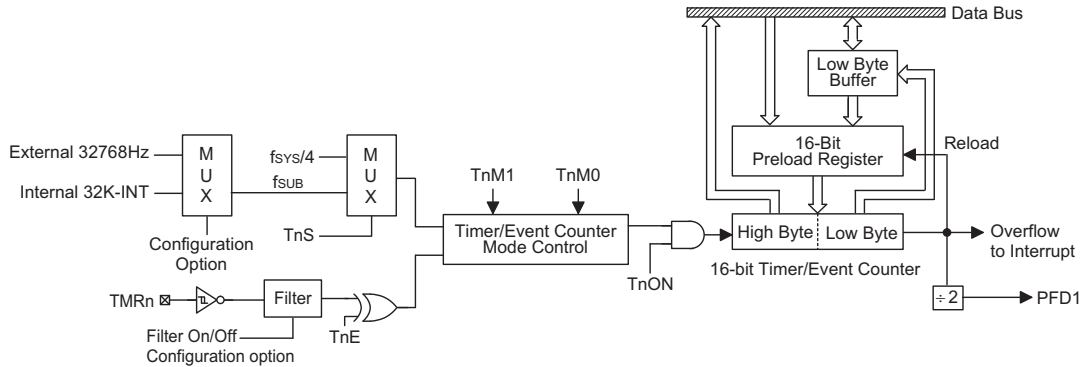 Data Bus
Low Byte
Buffer
16-Bit
Preload Register
Reload
External 32768Hz
Internal 32K-INT
M
U
X
fSUB
Configuration
Option
fSYS/4
M
U
X
TnS
TnM1
TnM0
Timer/Event Counter
Mode Control
TnON
High Byte
Low Byte
16-bit Timer/Event Counter
Overflow
to Interrupt
÷2
PFD1
TMRn
Filter
TnE
Filter On/Off
Configuration option